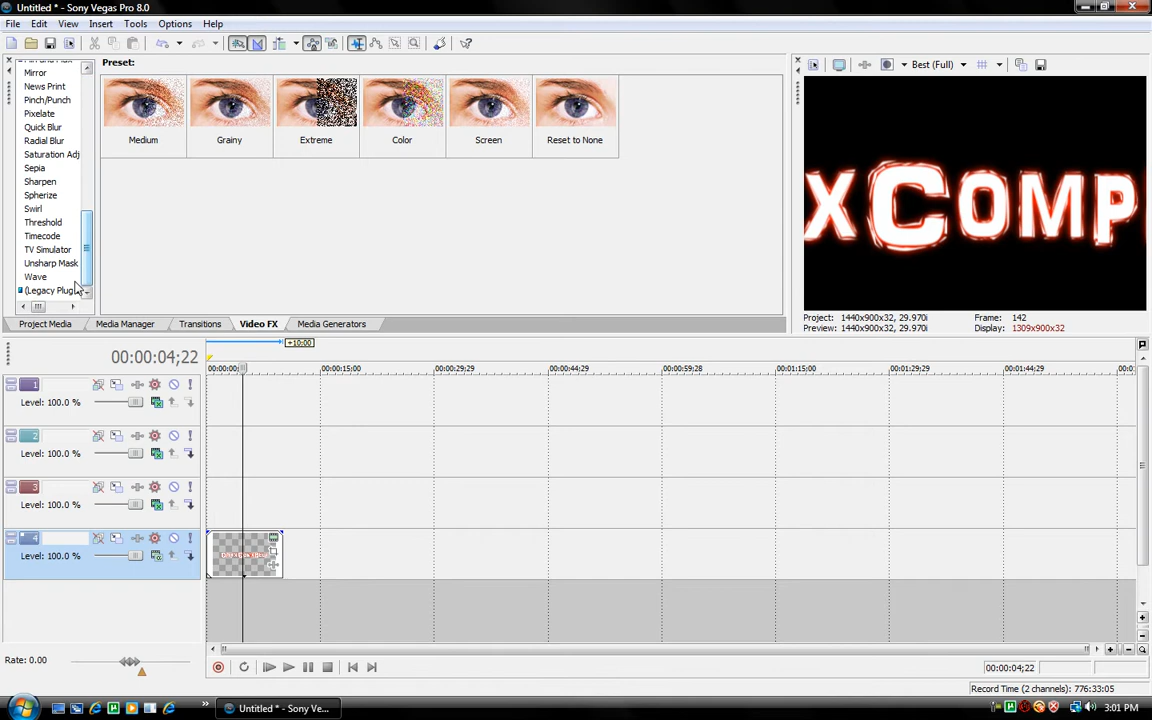 Untitled * - Sony Vegas Pro 8.0
File Edit View Insert Tools Options Help
Mirror
News Print
Pinch/Punch
Pixelate
Quick Blur
Radial Blur
Saturation Adj
Sepia
Sharpen
Spherize
Swirl
Threshold
Timecode
TV Simulator
Unsharp Mask
Wave
(Legacy Plug
Preset:
Medium Grainy Extreme Color Screen Reset to None
Best (Full)
XCOMP
Project: 1440x900x32, 29.970i Frame: 142
Preview: 1440x900x32, 29.970i Display: 1309x900x32
Project Media Media Manager Transitions Video FX Media Generators
+10:00
00:00:04;22
00:00:00; 00:00:15:00 00:00:29:29 00:00:44:29 00:00:59:28 00:01:15:00 00:01:29:29 00:01:44:29
1
Level: 100.0 %
2
Level: 100.0 %
3
Level: 100.0 %
4
Level: 100.0 %
Rate: 0.00
00:00:04;22
Record Time (2 channels): 776:33:05
Untitled * - Sony Ve...
3:01 PM